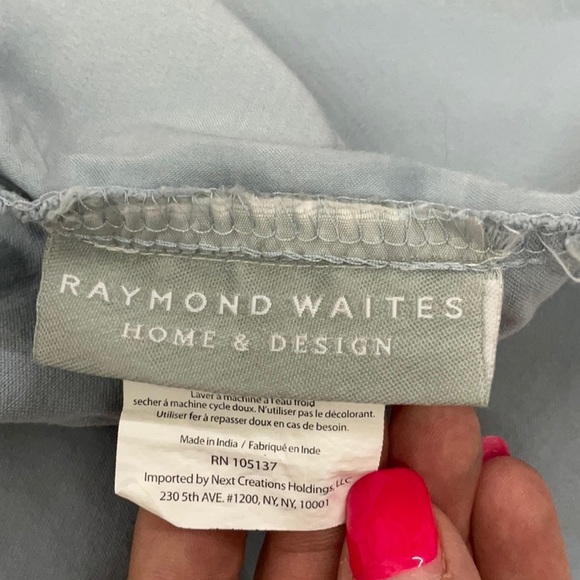 RAYMOND WAITES
HOME & DESIGN
Laver à machine à l'eau froid
secher á machine cycle doux. N'utiliser pas le décolorant.
Utiliser fer à repasser doux en cas de besoin.
Made in India / Fabriqué en Inde
RN 105137
Imported by Next Creations Holdings, LLC
230 5th AVE. #1200, NY, NY, 10001